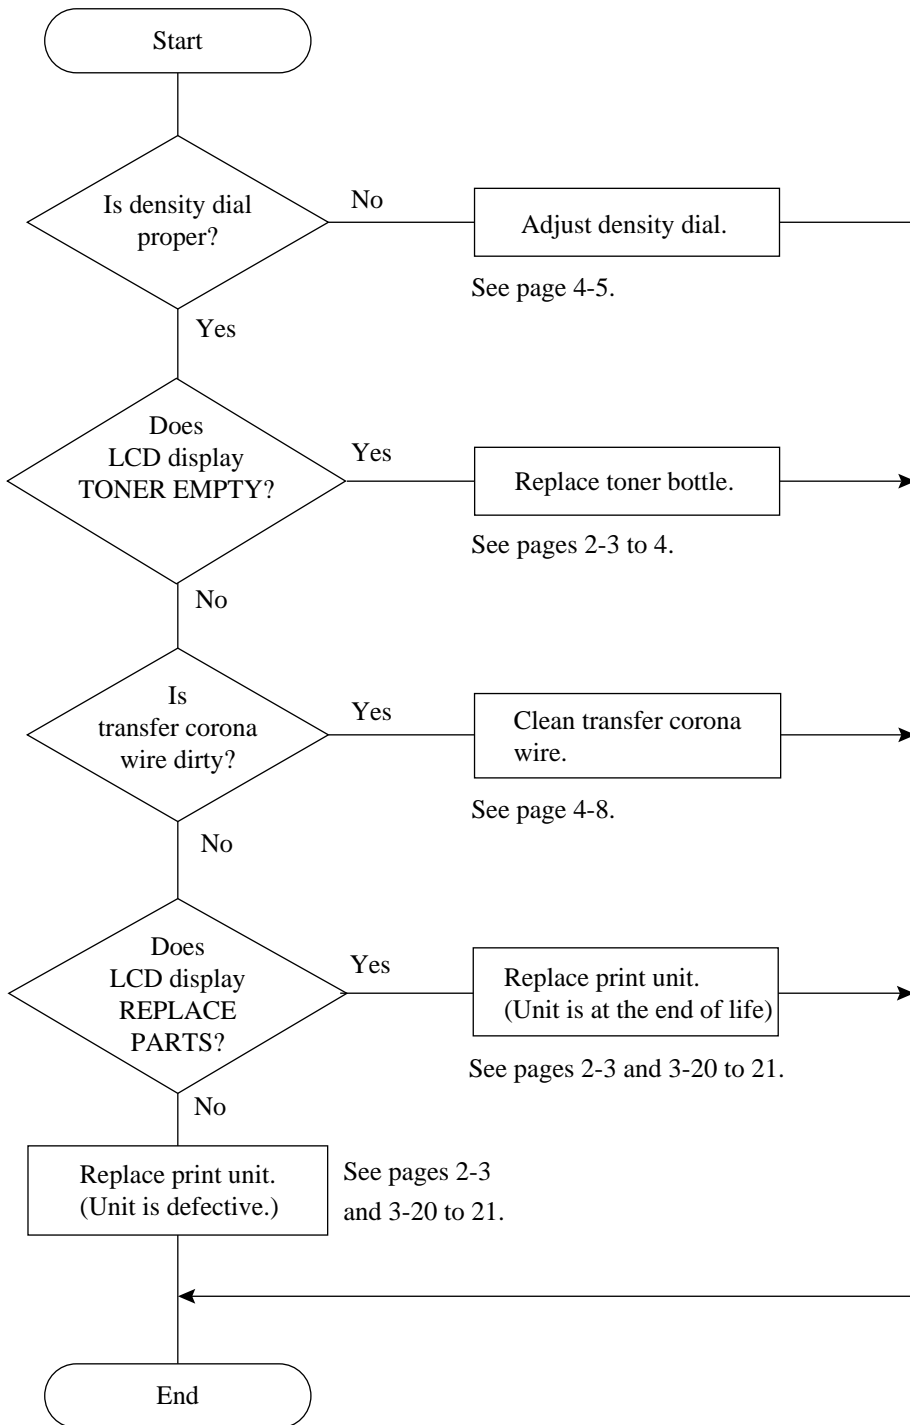 Start
Is density dial
proper?
No
Adjust density dial.
See page 4-5.
Yes
Does
LCD display
TONER EMPTY?
Yes
Replace toner bottle.
See pages 2-3 to 4.
No
Is
transfer corona
wire dirty?
Yes
Clean transfer corona
wire.
See page 4-8.
No
Does
LCD display
REPLACE
PARTS?
Yes
Replace print unit.
(Unit is at the end of life)
See pages 2-3 and 3-20 to 21.
No
Replace print unit.
(Unit is defective.)
See pages 2-3
and 3-20 to 21.
End